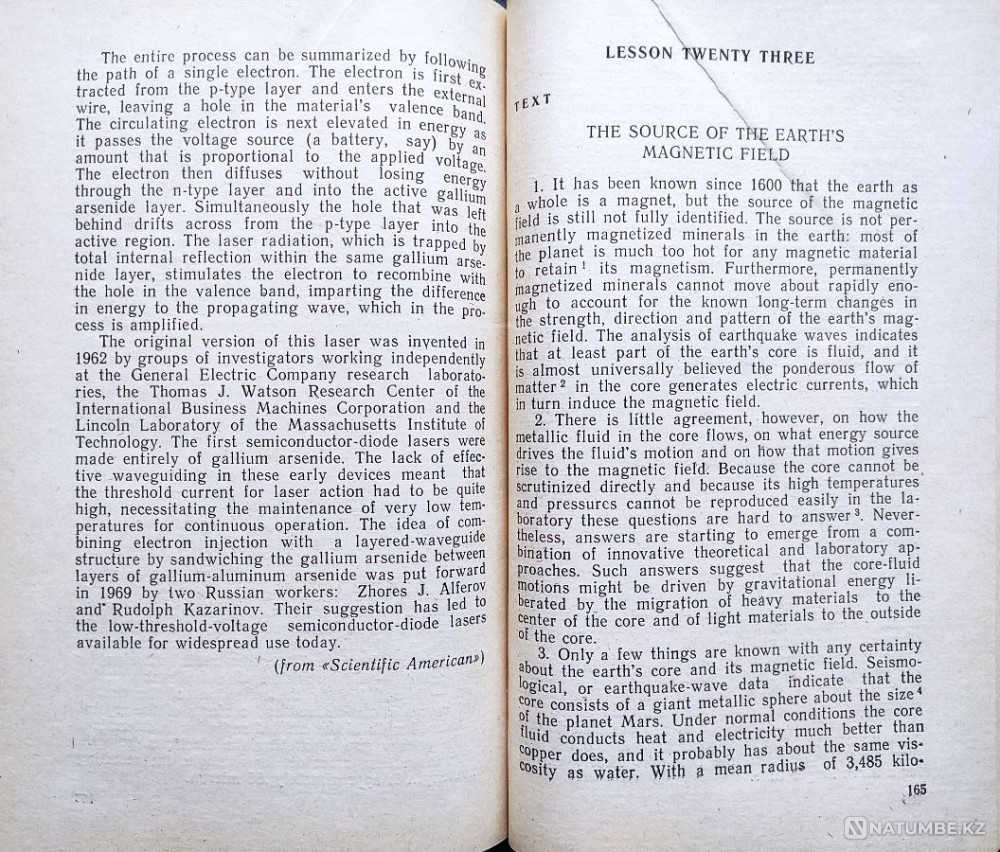 The entire process can be summarized by following
the path of a single electron. The electron is first ex-
tracted from the p-type layer and enters the external
wire, leaving a hole in the material's valence band.
The circulating electron is next elevated in energy as
it passes the voltage source (a battery, say) by an
amount that is proportional to the applied voltage.
The electron then diffuses without losing energy
through the n-type layer and into the active gallium
arsenide layer. Simultaneously the hole that was left
behind drifts across from the p-type layer into the
active region. The laser radiation, which is trapped by
total internal reflection within the same gallium arse-
nide layer, stimulates the electron to recombine with
the hole in the valence band, imparting the difference
in energy to the propagating wave, which in the pro-
cess is amplified.
The original version of this laser was invented in
1962 by groups of investigators working independently
at the General Electric Company research laborato-
ries, the Thomas J. Watson Research Center of the
International Business Machines Corporation and the
Lincoln Laboratory of the Massachusetts Institute of
Technology. The first semiconductor-diode lasers were
made entirely of gallium arsenide. The lack of effec-
tive waveguiding in these early devices meant that
the threshold current for laser action had to be quite
high, necessitating the maintenance of very low tem-
peratures for continuous operation. The idea of com-
bining electron injection with a layered-waveguide
structure by sandwiching the gallium arsenide between
layers of gallium-aluminum arsenide was put forward
in 1969 by two Russian workers: Zhores J. Alferov
and Rudolph Kazarinov. Their suggestion has led to
the low-threshold-voltage semiconductor-diode lasers
available for widespread use today.
(from «Scientific American»)
LESSON TWENTY THREE
TEXT
THE SOURCE OF THE EARTH'S
MAGNETIC FIELD
1. It has been known since 1600 that the earth as
a whole is a magnet, but the source of the magnetic
field is still not fully identified. The source is not per-
manently magnetized minerals in the earth: most of
the planet is much too hot for any magnetic material
to retain¹ its magnetism. Furthermore, permanently
magnetized minerals cannot move about rapidly eno-
ugh to account for the known long-term changes in
the strength, direction and pattern of the earth's mag-
netic field. The analysis of earthquake waves indicates
that at least part of the earth's core is fluid, and it
is almost universally believed the ponderous flow of
matter² in the core generates electric currents, which
in turn induce the magnetic field.
2. There is little agreement, however, on how the
metallic fluid in the core flows, on what energy source
drives the fluid's motion and on how that motion gives
rise to the magnetic field. Because the core cannot be
scrutinized directly and because its high temperatures
and pressures cannot be reproduced easily in the la-
boratory these questions are hard to answer³. Never-
theless, answers are starting to emerge from a com-
bination of innovative theoretical and laboratory ap-
proaches. Such answers suggest that the core-fluid
motions might be driven by gravitational energy li-
berated by the migration of heavy materials to the
center of the core and of light materials to the outside
of the core.
3. Only a few things are known with any certainty
about the earth's core and its magnetic field. Seismo-
logical, or earthquake-wave data indicate that the
core consists of a giant metallic sphere about the size⁴
of the planet Mars. Under normal conditions the core
fluid conducts heat and electricity much better than
copper does, and it probably has about the same vis-
cosity as water. With a mean radius of 3,485 kilo-
165
NATUMBE.KZ